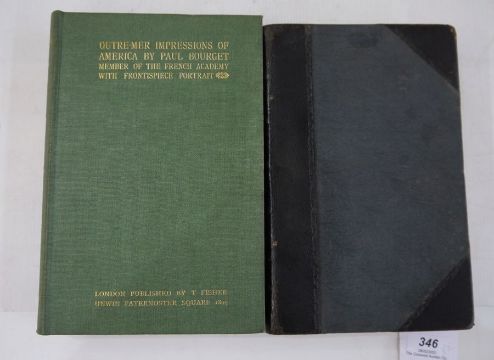 OUTRE-MER IMPRESSIONS OF
AMERICA BY PAUL BOURGET
MEMBER OF THE FRENCH ACADEMY
WITH FRONTISPIECE PORTRAIT
LONDON PUBLISHED BY T FISHER
UNWIN PATERNOSTER SQUARE 1895
346